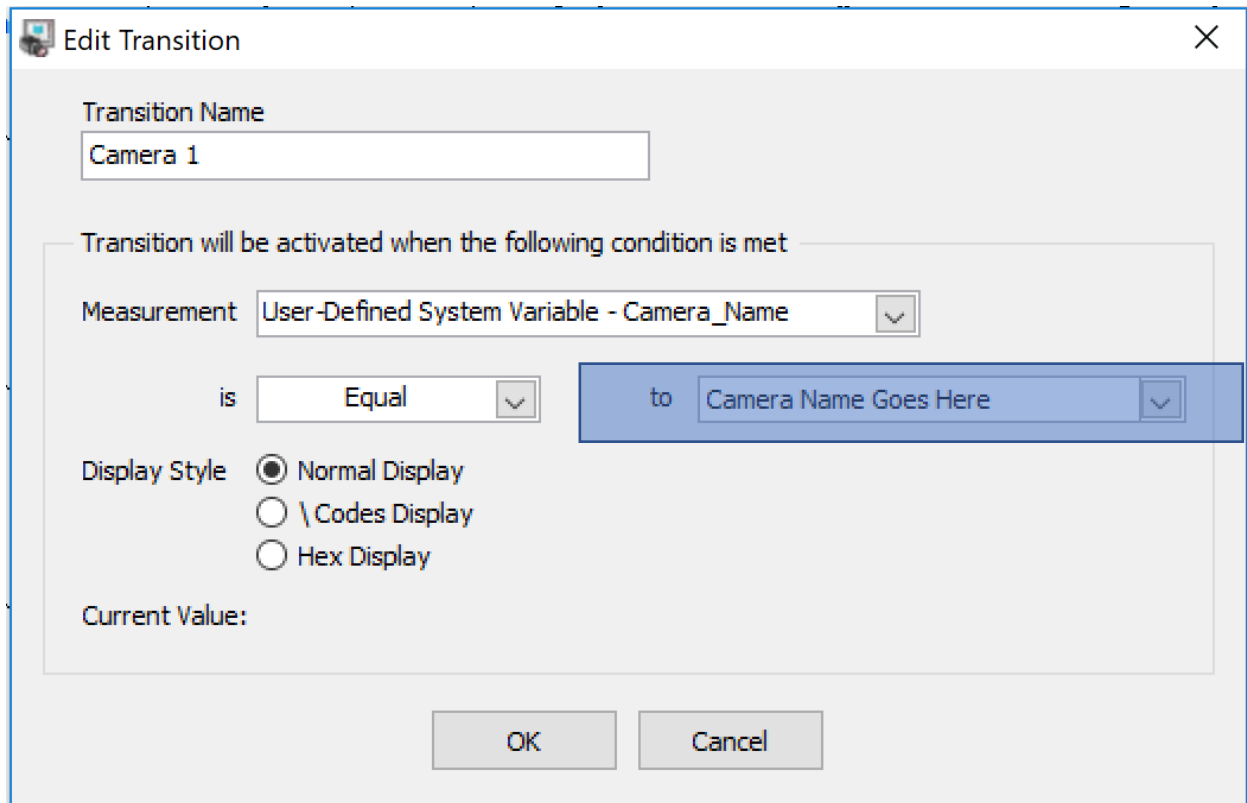 Edit Transition
Transition Name
Camera 1
Transition will be activated when the following condition is met
Measurement User-Defined System Variable - Camera_Name
is Equal to Camera Name Goes Here
Display Style Normal Display
\ Codes Display
Hex Display
Current Value:
OK Cancel